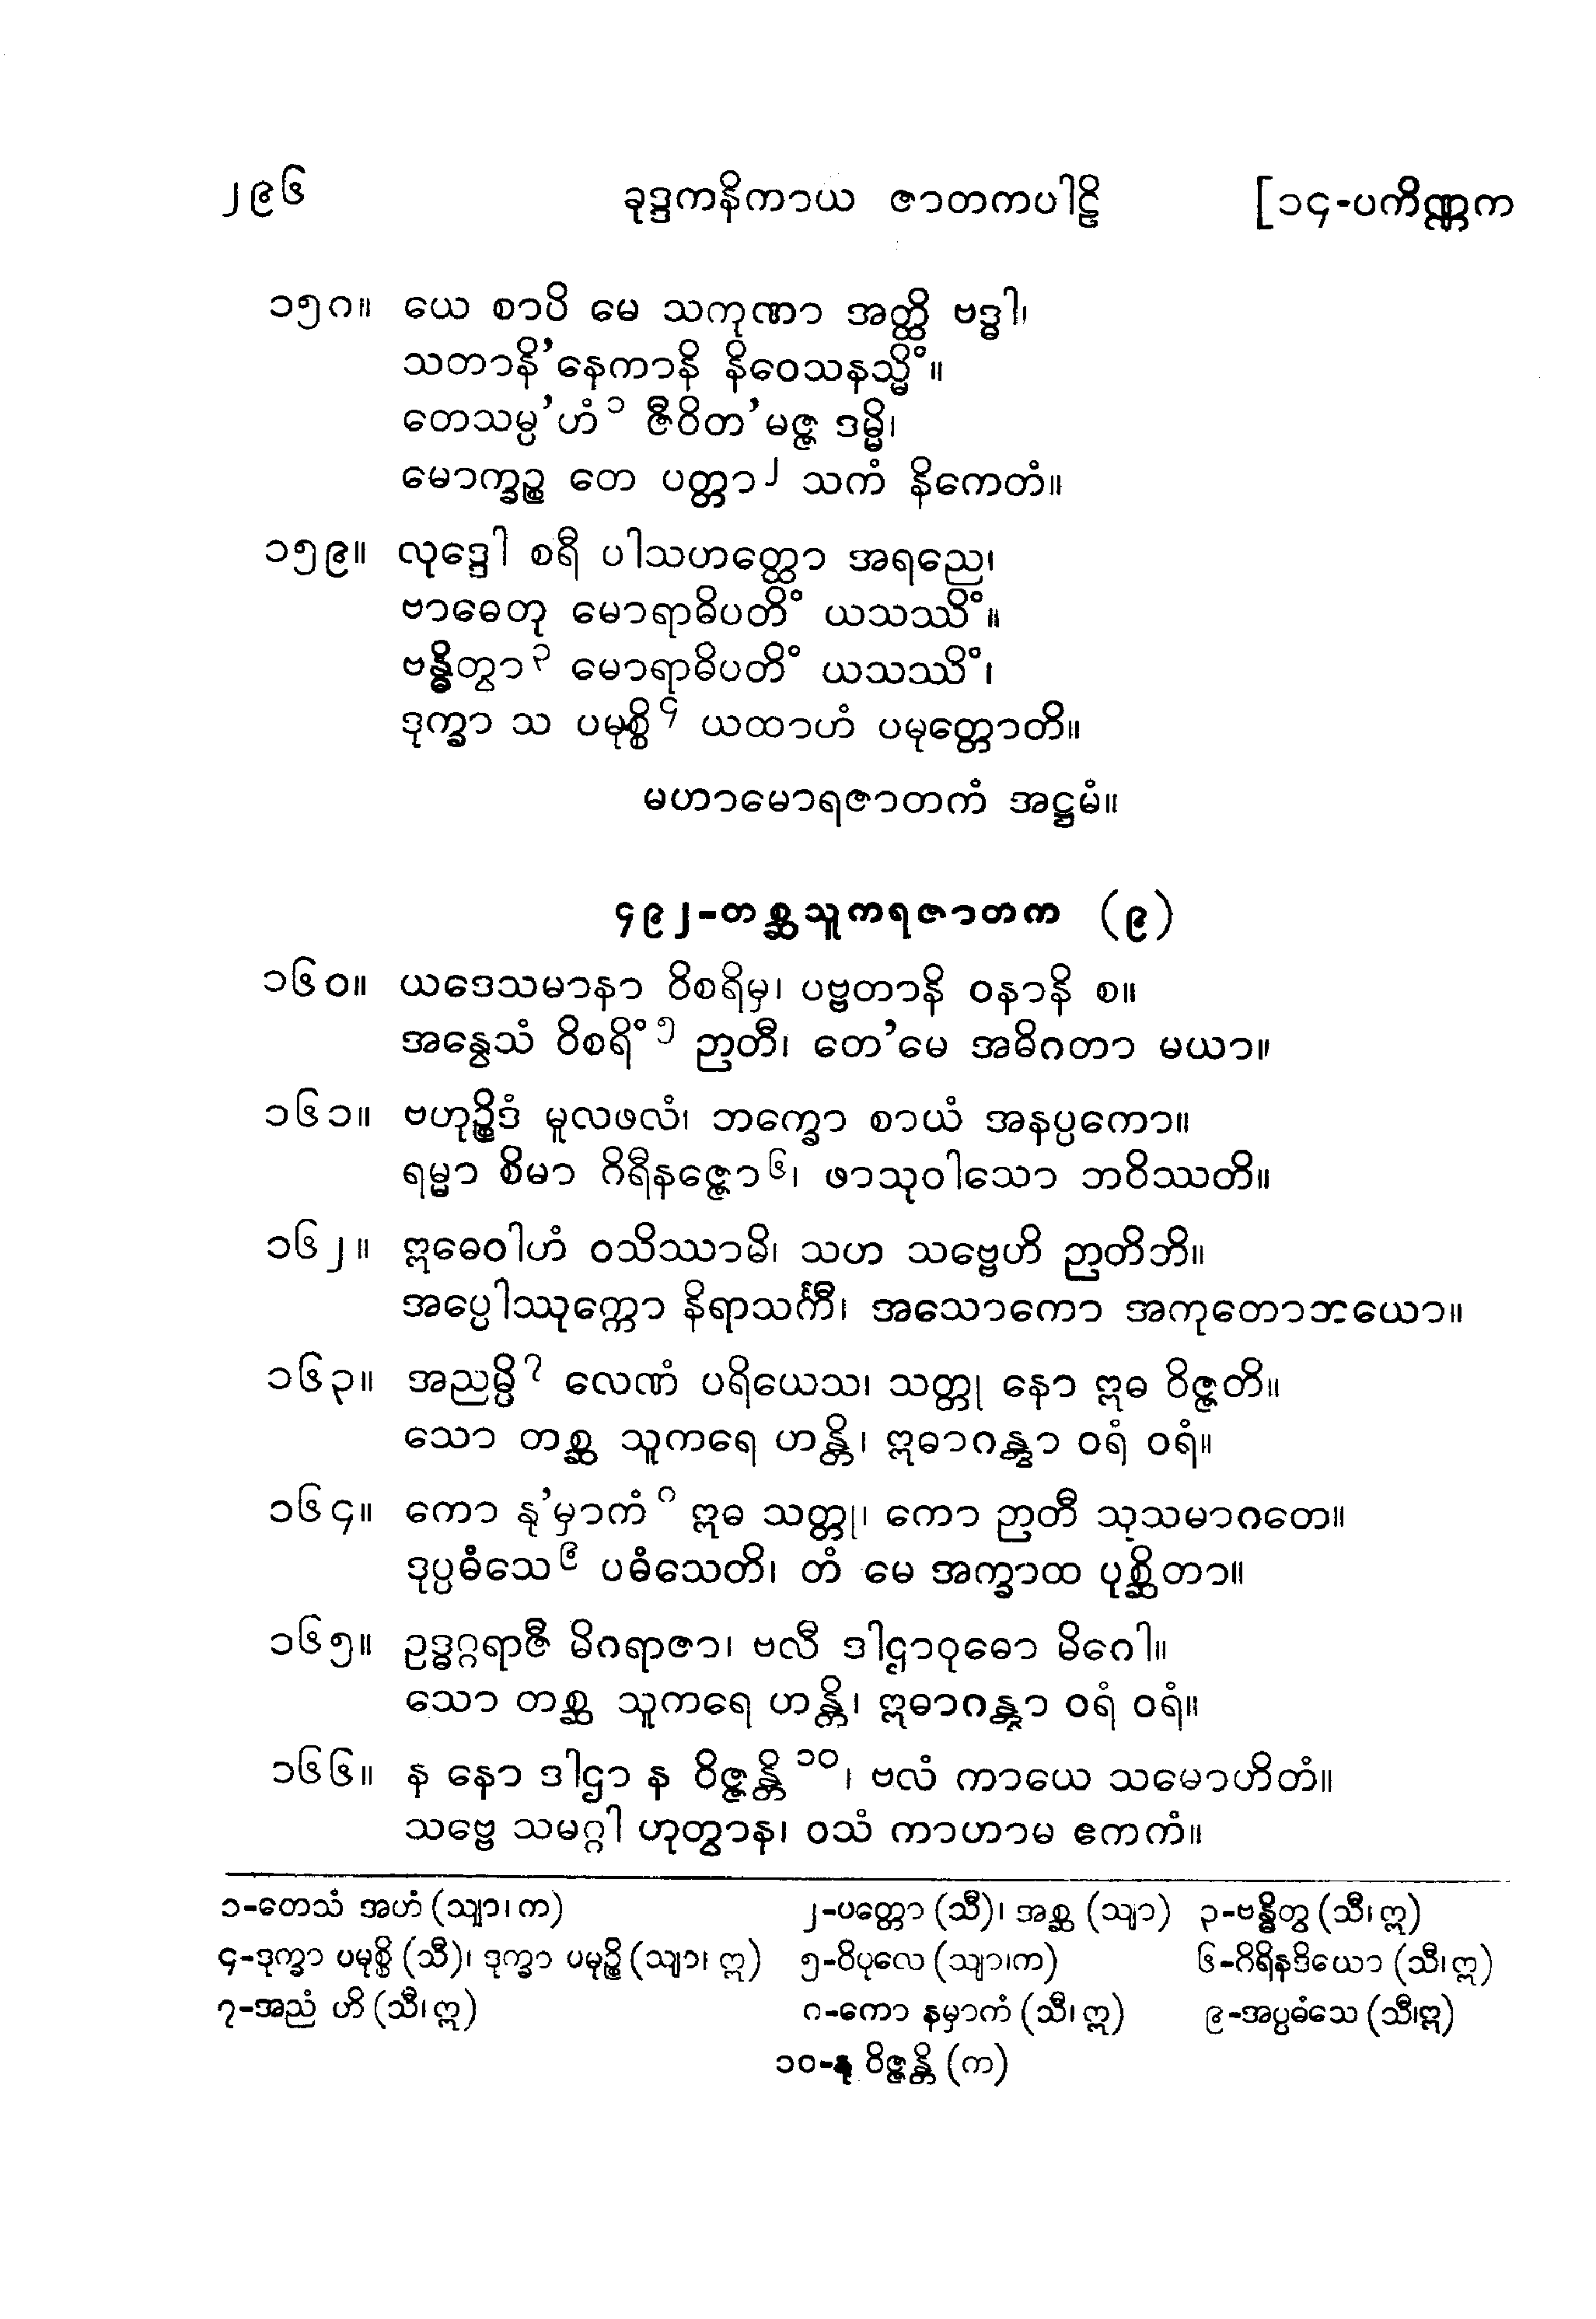 ၂၉၆ ခုဒ္ဒကနိကာယ ဇာတကပါဠိ [၁၄-ပကိဏ္ဏက
၁၅၈။ ယေ စာပိ မေ သကုဏာ အတ္ထိ ဗဒ္ဓါ၊
သတာနိ’နေကာနိ နိဝေသနသ္မိံ။
တေသမ္ပ’ဟံ၁ ဇီဝိတ’မဇ္ဇ ဒမ္မိ၊
မောက္ခဉ္စ တေ ပတ္တာ၂ သကံ နိကေတံ။
၁၅၉။ လုဒ္ဒေါ စရီ ပါသဟတ္ထော အရညေ၊
ဗာဓေတု မောရာဓိပတိံ ယသဿိံ။
ဗန္ဓိတွာ၃ မောရာဓိပတိံ ယသဿိံ၊
ဒုက္ခာ သ ပမုစ္စိ၄ ယထာဟံ ပမုတ္တောတိ။
မဟာမောရဇာတကံ အဋ္ဌမံ။
၄၉၂-တစ္ဆသူကရဇာတက (၉)
၁၆၀။ ယဒေသမာနာ ဝိစရိမှ၊ ပဗ္ဗတာနိ ဝနာနိ စ။
အနွေသံ ဝိစရိံ၅ ဉာတီ၊ တေ’မေ အဓိဂတာ မယာ။
၁၆၁။ ဗဟုဉ္စိဒံ မူလဖလံ၊ ဘက္ခော စာယံ အနပ္ပကော။
ရမ္မာ စိမာ ဂိရီနဇ္ဇော၆၊ ဖာသုဝါသော ဘဝိဿတိ။
၁၆၂။ ဣဓေဝါဟံ ဝသိဿာမိ၊ သဟ သဗ္ဗေဟိ ဉာတိဘိ။
အပ္ပေါဿုက္ကော နိရာသင်္ကီ၊ အသောကော အကုတောဘယော။
၁၆၃။ အညမ္ပိ၇ လေဏံ ပရိယေသ၊ သတ္တု နော ဣဓ ဝိဇ္ဇတိ။
သော တစ္ဆ သူကရေ ဟန္တိ၊ ဣဓာဂန္တွာ ဝရံ ဝရံ။
၁၆၄။ ကော နု’မှာကံ၈ ဣဓ သတ္တု၊ ကော ဉာတီ သုသမာဂတေ။
ဒုပ္ပဓံသေ၉ ပဓံသေတိ၊ တံ မေ အက္ခာထ ပုစ္ဆိတာ။
၁၆၅။ ဥဒ္ဓဂ္ဂရာဇီ မိဂရာဇာ၊ ဗလီ ဒါဌာဝုဓော မိဂေါ။
သော တစ္ဆ သူကရေ ဟန္တိ၊ ဣဓာဂန္တွာ ဝရံ ဝရံ။
၁၆၆။ န နော ဒါဌာ န ဝိဇ္ဇန္တိ၁၀၊ ဗလံ ကာယေ သမောဟိတံ။
သဗ္ဗေ သမဂ္ဂါ ဟုတွာန၊ ဝသံ ကာဟာမ ဧကကံ။
၁-တေသံ အဟံ (သျာ၊ က) ၂-ပတ္တော (သီ)၊ အစ္ဆ (သျာ) ၃-ဗန္ဓိတွ (သီ၊ ဣ)
၄-ဒုက္ခာ ပမုစ္စိ (သီ)၊ ဒုက္ခာ ပမုဉ္စိ (သျာ၊ ဣ) ၅-ဝိပုလေ (သျာ၊က) ၆-ဂိရိနဒိယော (သီ၊ ဣ)
၇-အညံ ဟိ (သီ၊ ဣ) ၈-ကော နမှာကံ (သီ၊ ဣ) ၉-အပ္ပဓံသေ (သီ၊ဣ)
၁၀-နု ဝိဇ္ဇန္တိ (က)